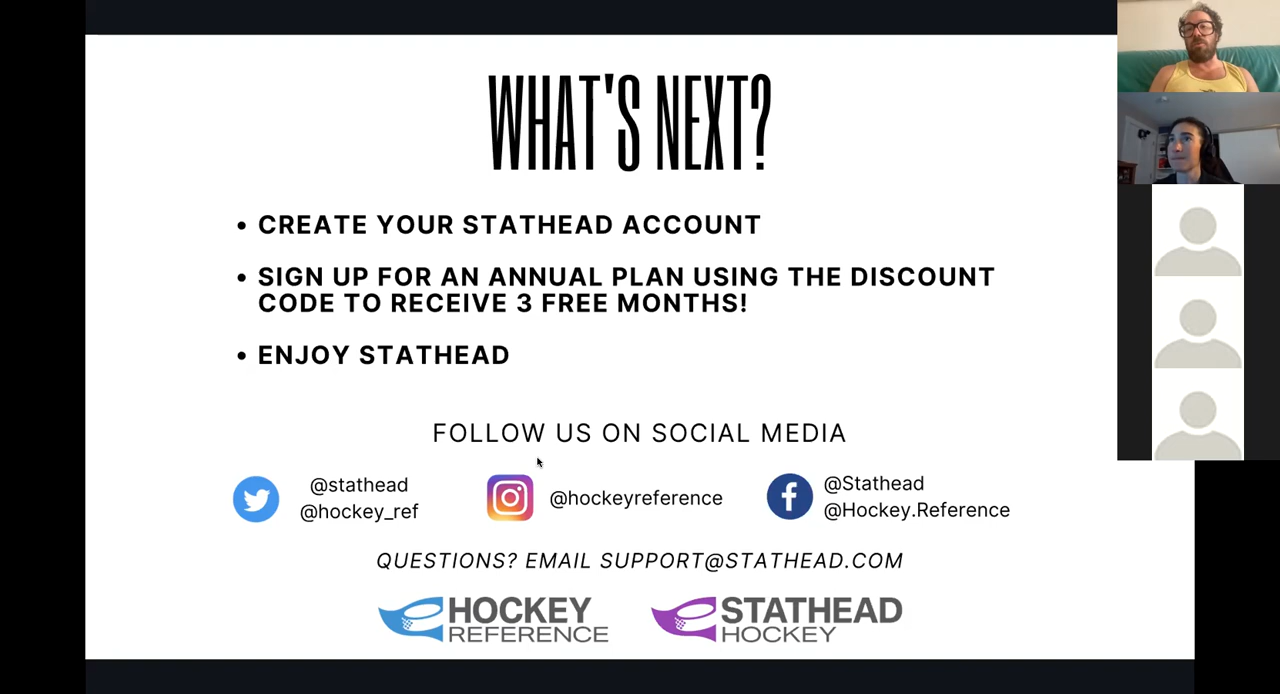 WHAT'S NEXT?
• CREATE YOUR STATHEAD ACCOUNT
• SIGN UP FOR AN ANNUAL PLAN USING THE DISCOUNT
CODE TO RECEIVE 3 FREE MONTHS!
• ENJOY STATHEAD
FOLLOW US ON SOCIAL MEDIA
@stathead
@hockey_ref
@hockeyreference
@Stathead
@Hockey.Reference
QUESTIONS? EMAIL SUPPORT@STATHEAD.COM
HOCKEY
REFERENCE
STATHEAD
HOCKEY